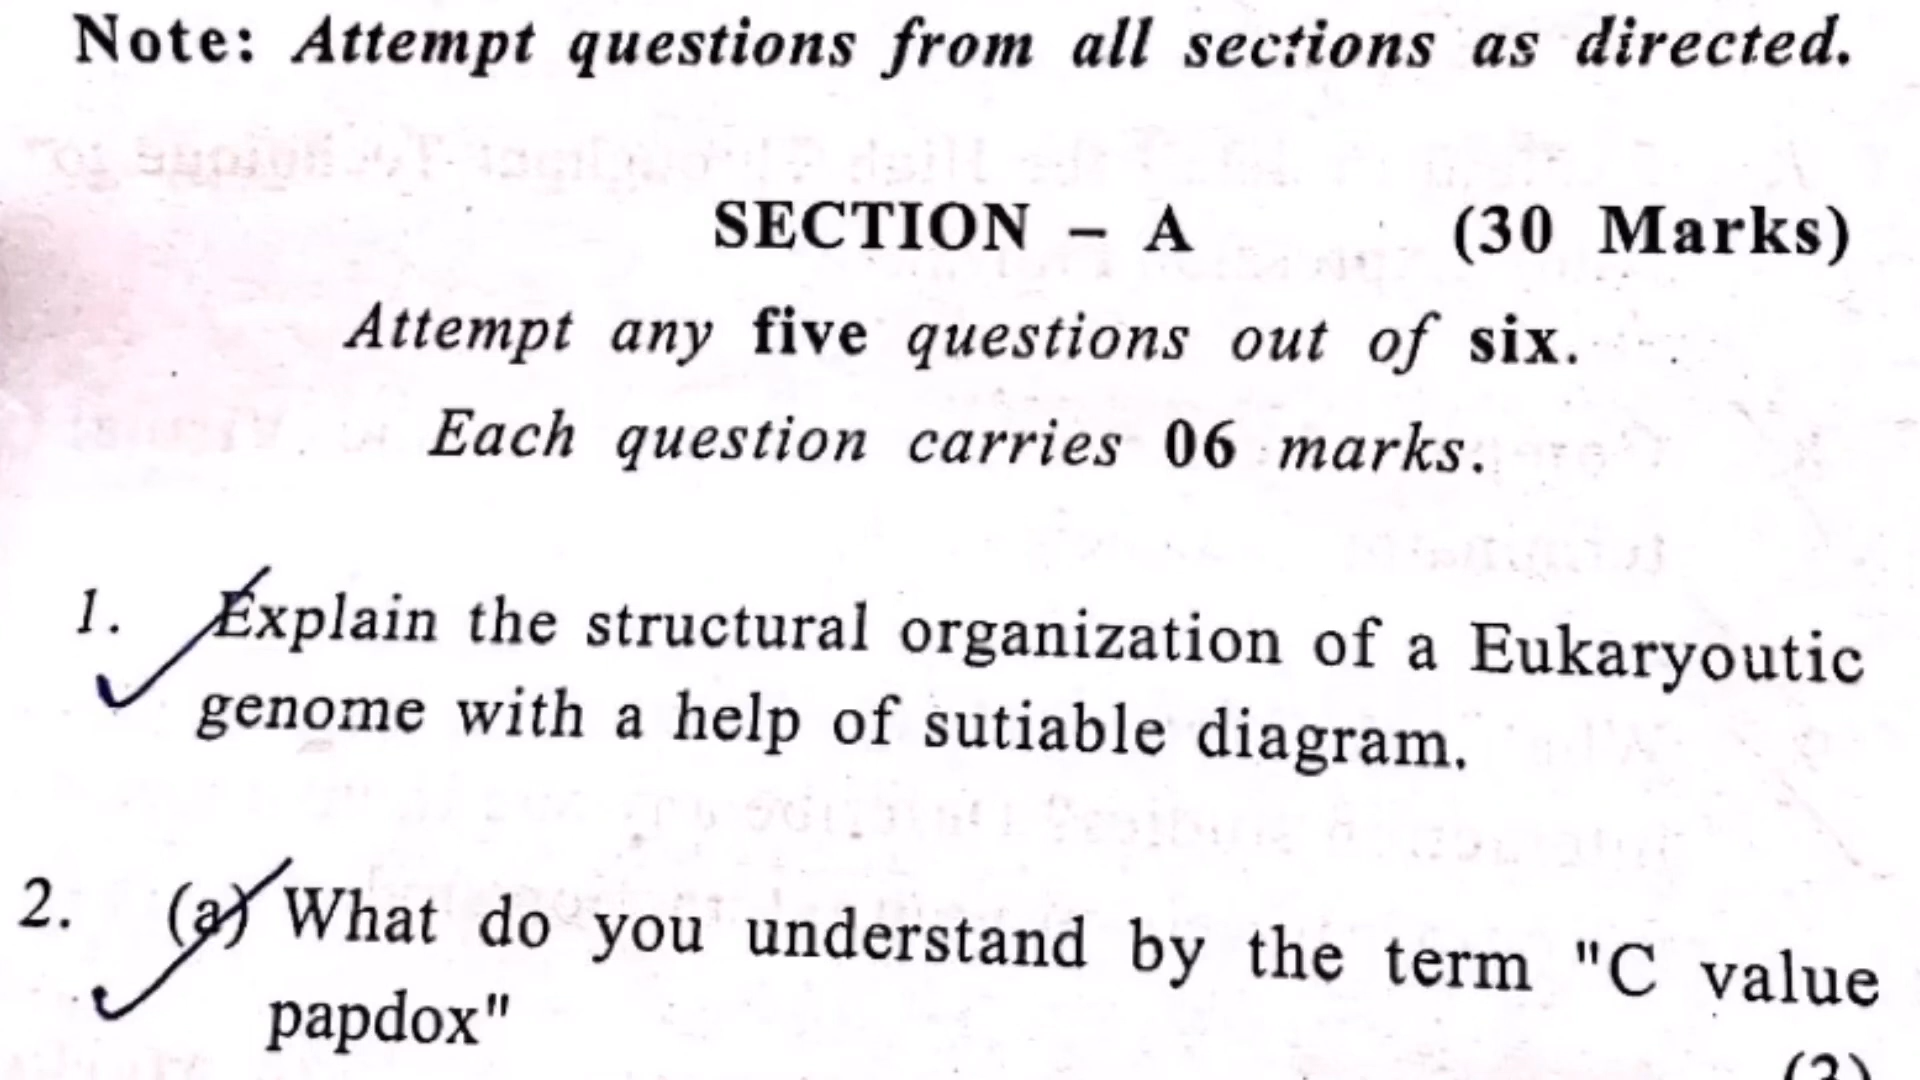 Note: Attempt questions from all sections as directed.
SECTION – A (30 Marks)
Attempt any five questions out of six.
Each question carries 06 marks.
1. Explain the structural organization of a Eukaryoutic
genome with a help of sutiable diagram.
2. (a) What do you understand by the term "C value
papdox"
(3)